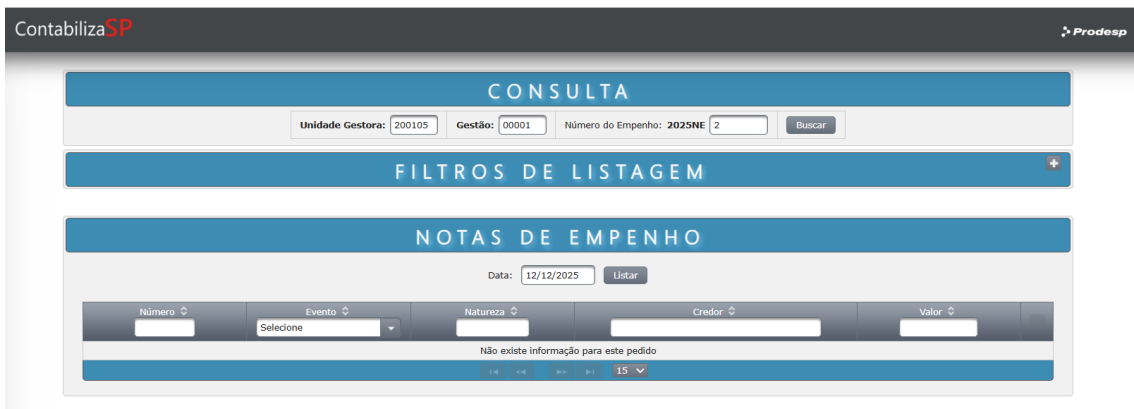 ContabilizaSP
Prodesp
CONSULTA
Unidade Gestora: 200105 Gestão: 00001 Número do Empenho: 2025NE 2 Buscar
FILTROS DE LISTAGEM
NOTAS DE EMPENHO
Data: 12/12/2025 Listar
Número Evento Natureza Credor Valor
Selecione
Não existe informação para este pedido
15